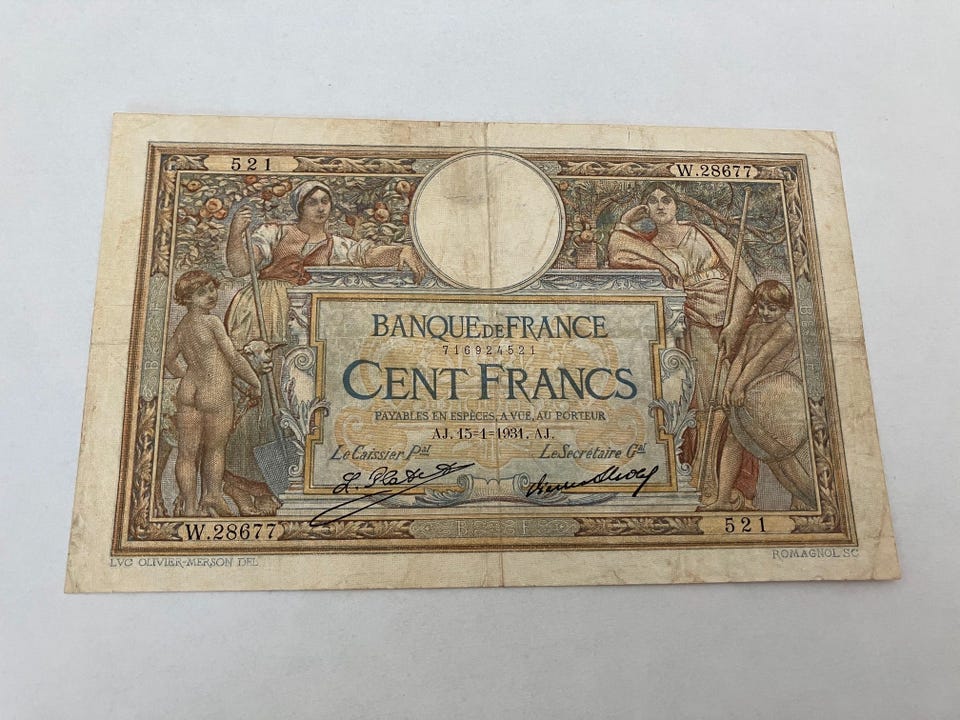 521
W.28677
BANQUE DE FRANCE
716924521
CENT FRANCS
PAYABLES EN ESPÈCES, A VUE, AU PORTEUR
AJ. 15=1=1931. AJ.
Le Caissier Pal
Le Secrétaire Gal
W.28677
521
LVC OLIVIER-MERSON DEL
ROMAGNOL SC